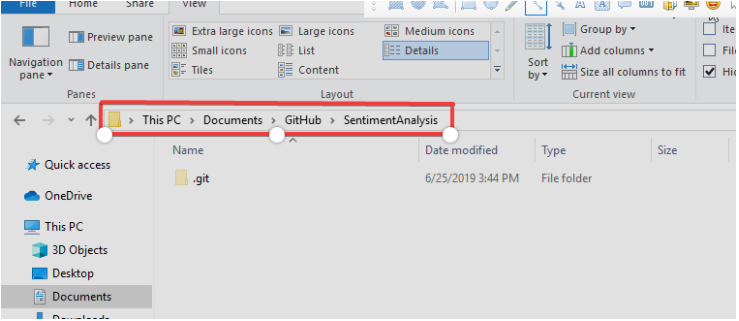 File Home Share View
Preview pane
Navigation pane
Details pane
Panes
Extra large icons Large icons Medium icons
Small icons List Details
Tiles Content
Layout
Sort by
Group by
Add columns
Size all columns to fit
Current view
This PC > Documents > GitHub > SentimentAnalysis
Name Date modified Type Size
.git 6/25/2019 3:44 PM File folder
Quick access
OneDrive
This PC
3D Objects
Desktop
Documents
Downloads